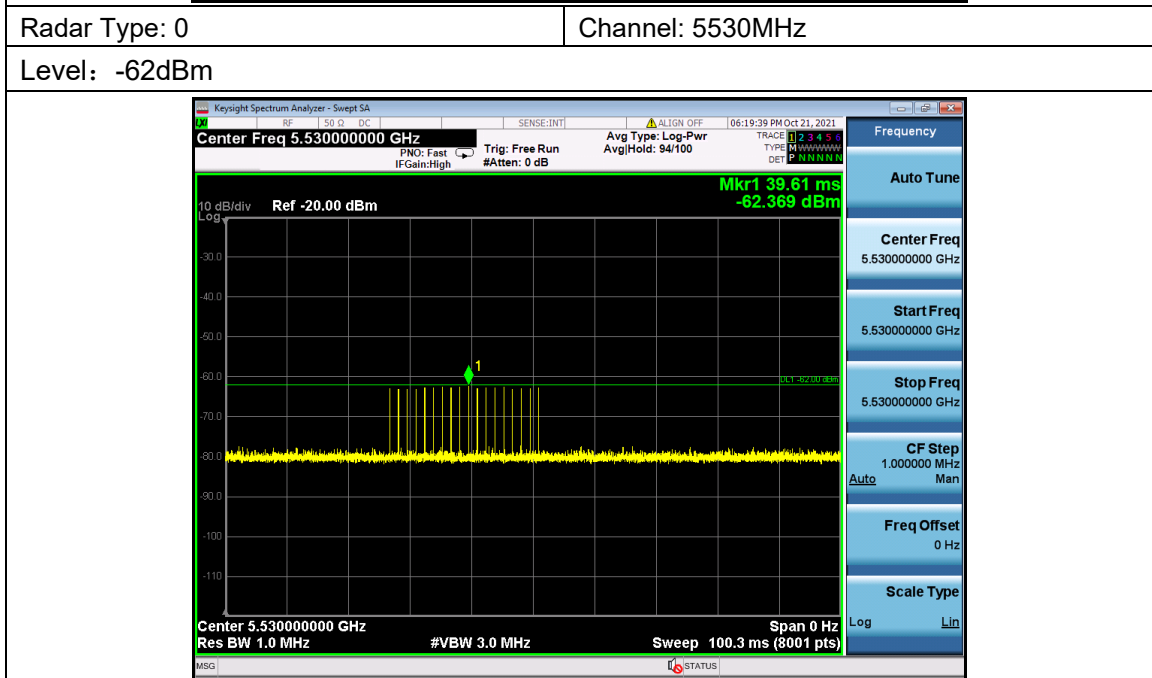 Radar Type: 0
Channel: 5530MHz
Level：-62dBm
Keysight Spectrum Analyzer - Swept SA
LXI RF 50 Ω DC SENSE:INT ALIGN OFF 06:19:39 PM Oct 21, 2021
Center Freq 5.530000000 GHz
PNO: Fast
IFGain:High
Trig: Free Run
#Atten: 0 dB
Avg Type: Log-Pwr
Avg|Hold: 94/100
TRACE 1 2 3 4 5 6
TYPE M WWWWW
DET P N N N N N
Mkr1 39.61 ms
-62.369 dBm
10 dB/div Ref -20.00 dBm
Log
-30.0
-40.0
-50.0
1
-60.0
DL1 -62.00 dBm
-70.0
-80.0
-90.0
-100
-110
Center 5.530000000 GHz Span 0 Hz
Res BW 1.0 MHz #VBW 3.0 MHz Sweep 100.3 ms (8001 pts)
MSG STATUS
Frequency
Auto Tune
Center Freq
5.530000000 GHz
Start Freq
5.530000000 GHz
Stop Freq
5.530000000 GHz
CF Step
1.000000 MHz
Auto Man
Freq Offset
0 Hz
Scale Type
Log Lin